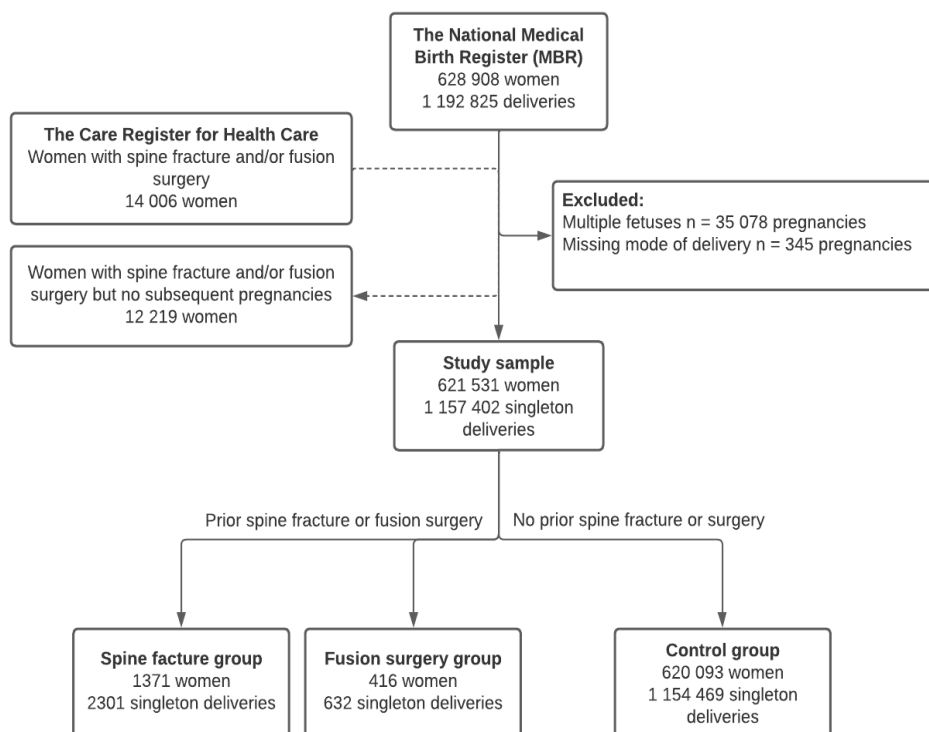 The National Medical
Birth Register (MBR)
628 908 women
1 192 825 deliveries
The Care Register for Health Care
Women with spine fracture and/or fusion
surgery
14 006 women
Excluded:
Multiple fetuses n = 35 078 pregnancies
Missing mode of delivery n = 345 pregnancies
Women with spine fracture and/or fusion
surgery but no subsequent pregnancies
12 219 women
Study sample
621 531 women
1 157 402 singleton
deliveries
Prior spine fracture or fusion surgery
No prior spine fracture or surgery
Spine facture group
1371 women
2301 singleton deliveries
Fusion surgery group
416 women
632 singleton deliveries
Control group
620 093 women
1 154 469 singleton
deliveries